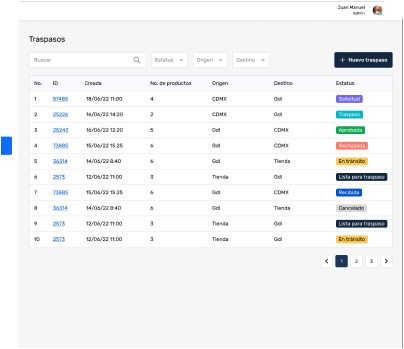 Juan Manuel
Admin
Traspasos
Buscar
Estatus
Origen
Destino
+ Nuevo traspaso
No. ID Creada No. de productos Origen Destino Estatus
1 57485 18/06/22 11:00 4 CDMX Gdl Solicitud
2 25226 16/06/22 14:20 2 CDMX Gdl Traspaso
3 25243 16/06/22 12:20 5 Gdl CDMX Aprobada
4 73885 15/06/22 15:25 6 Gdl CDMX Rechazada
5 36314 14/06/22 8:40 6 Gdl Tienda En tránsito
6 2573 12/06/22 11:00 3 Tienda Gdl Lista para traspaso
7 73885 15/06/22 15:25 6 Gdl CDMX Recibida
8 36314 14/06/22 8:40 6 Gdl Tienda Cancelado
9 2573 12/06/22 11:00 3 Tienda Gdl Lista para traspaso
10 2573 12/06/22 11:00 3 Tienda Gdl En tránsito
1 2 3